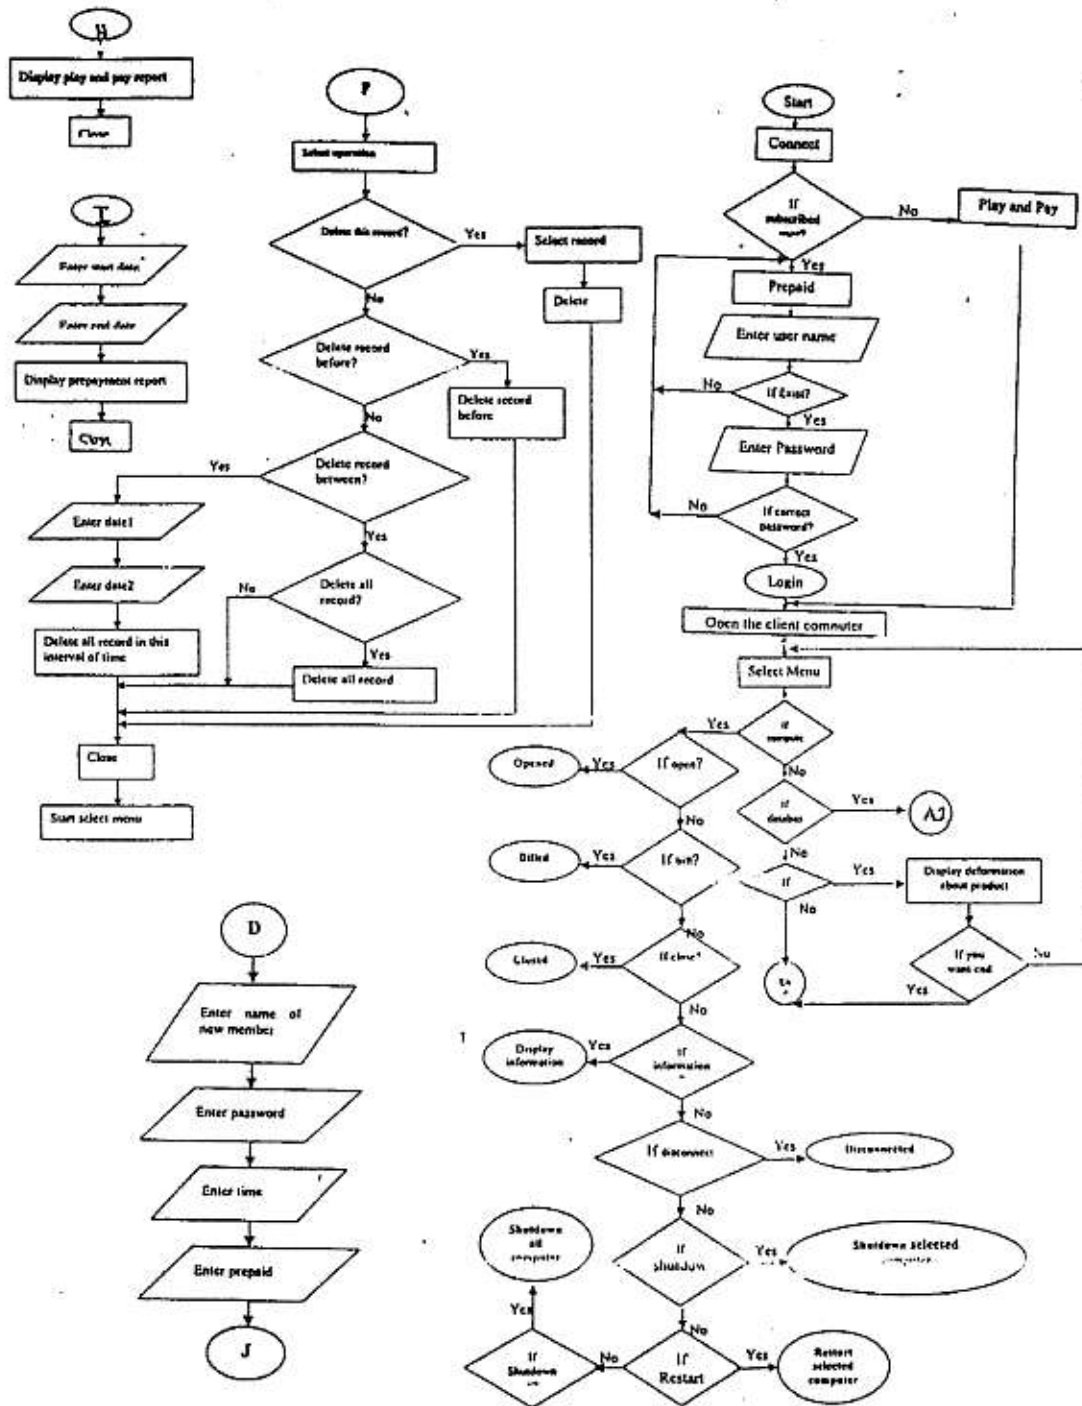 H
Display play and pay report
Close
Enter start date
Enter end date
Display prepayment report
Close
P
Select operation
Delete this record?
Yes
Select record
Delete
No
Delete record
before?
Yes
Delete record
before
No
Yes
Delete record
between?
Enter date1
Enter date2
Delete all record in this
interval of time
Yes
No
Delete all
record?
Yes
Delete all record
Close
Start select menu
Start
Connect
If
subscribed
No
Play and Pay
Yes
Prepaid
Enter user name
No
If Exist?
Yes
Enter Password
No
If correct
password?
Yes
Login
Open the client computer
Select Menu
Yes
If
No
If
Yes
No
If
Yes
Display deformation
about product
No
If you
want end
No
Yes
Opened
Yes
If open?
No
Billed
Yes
If bill?
No
Closed
Yes
If close?
No
Display
information
Yes
If
information
No
If disconnect
Yes
Disconnected
No
If
shutdow
Yes
Shutdown selected
No
Shutdown
all
computer
Yes
If
Shutdown
No
If
Restart
Yes
Restart
selected
computer
D
Enter name of
new member
Enter password
Enter time
Enter prepaid
J